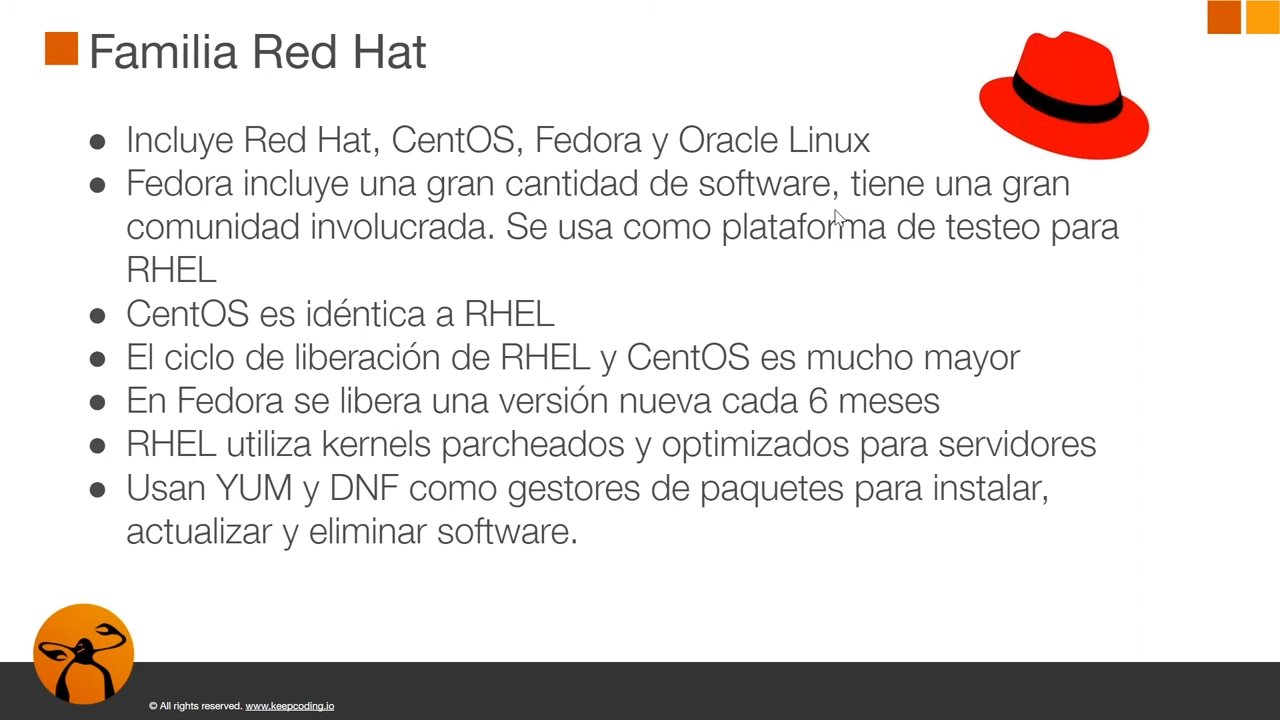 Familia Red Hat
● Incluye Red Hat, CentOS, Fedora y Oracle Linux
● Fedora incluye una gran cantidad de software, tiene una gran
comunidad involucrada. Se usa como plataforma de testeo para
RHEL
● CentOS es idéntica a RHEL
● El ciclo de liberación de RHEL y CentOS es mucho mayor
● En Fedora se libera una versión nueva cada 6 meses
● RHEL utiliza kernels parcheados y optimizados para servidores
● Usan YUM y DNF como gestores de paquetes para instalar,
actualizar y eliminar software.
© All rights reserved. www.keepcoding.io